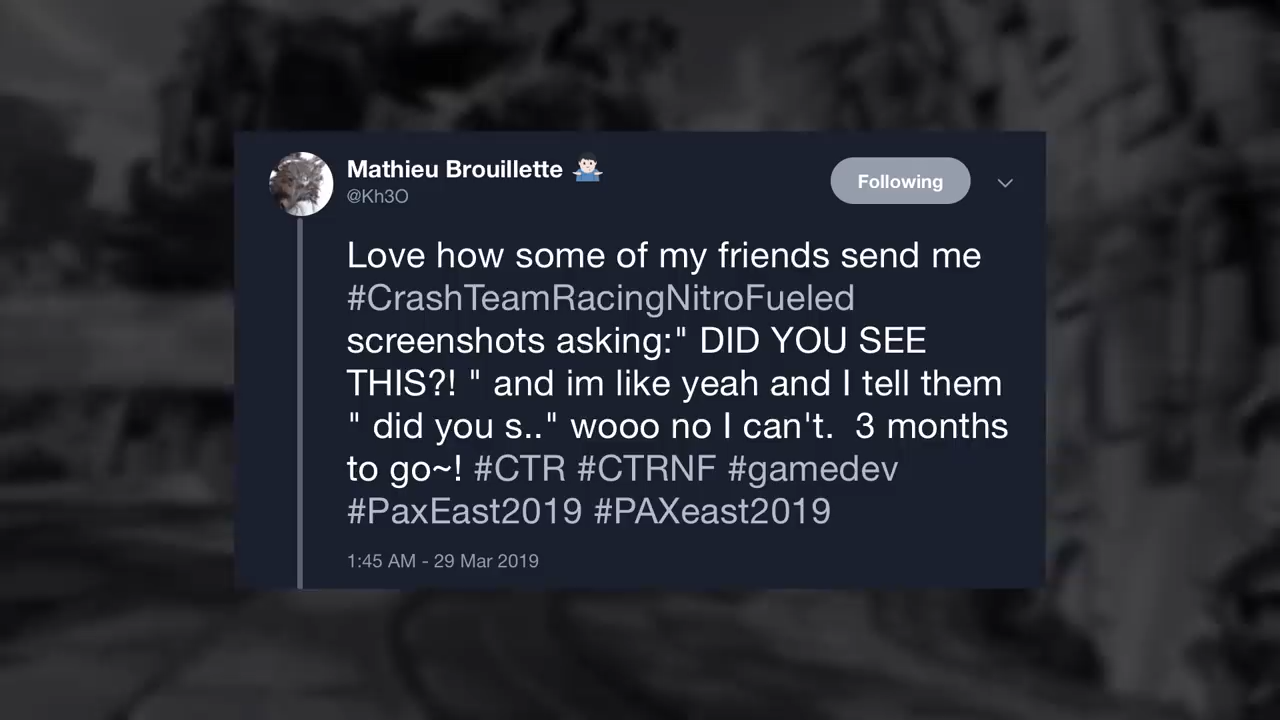 Mathieu Brouillette 🤷🏻‍♂️
@Kh3O
Following
Love how some of my friends send me
#CrashTeamRacingNitroFueled
screenshots asking:" DID YOU SEE
THIS?! " and im like yeah and I tell them
" did you s.." wooo no I can't.  3 months
to go~! #CTR #CTRNF #gamedev
#PaxEast2019 #PAXeast2019
1:45 AM - 29 Mar 2019